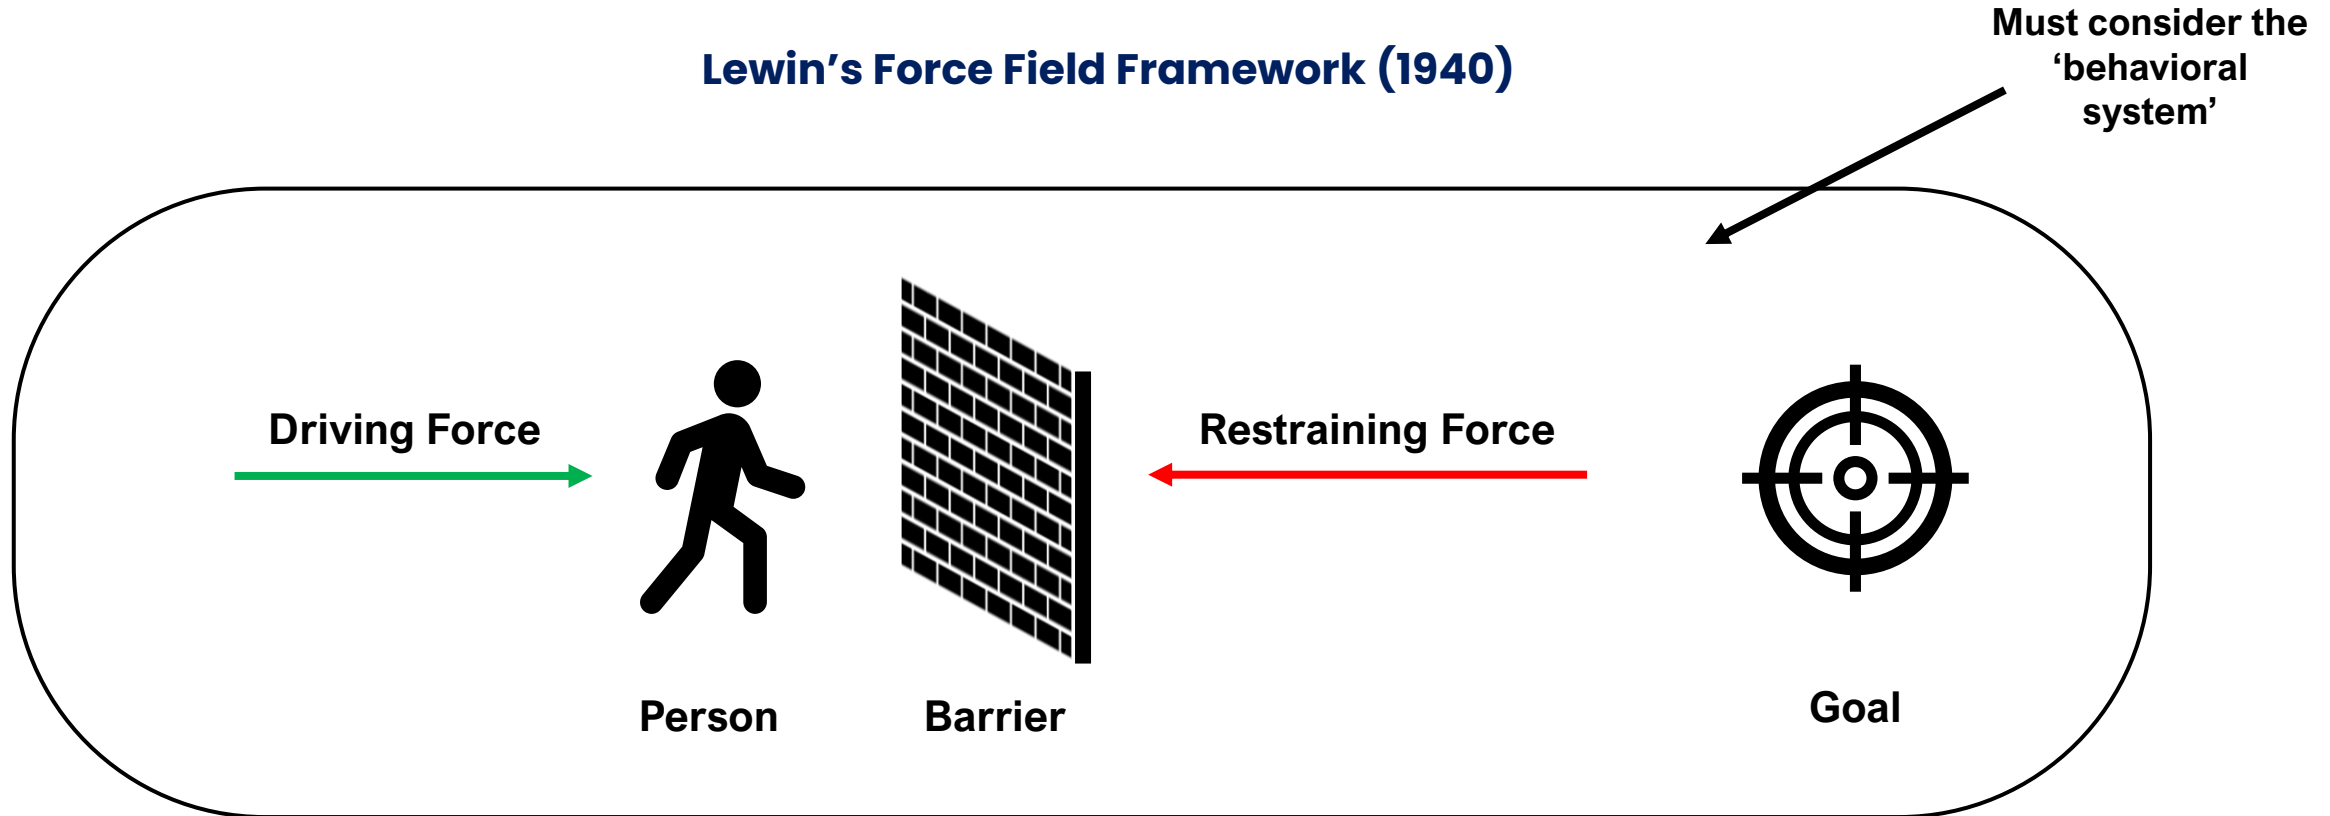 Must consider the
‘behavioral
system’
Lewin’s Force Field Framework (1940)
Driving Force
Restraining Force
Person
Barrier
Goal